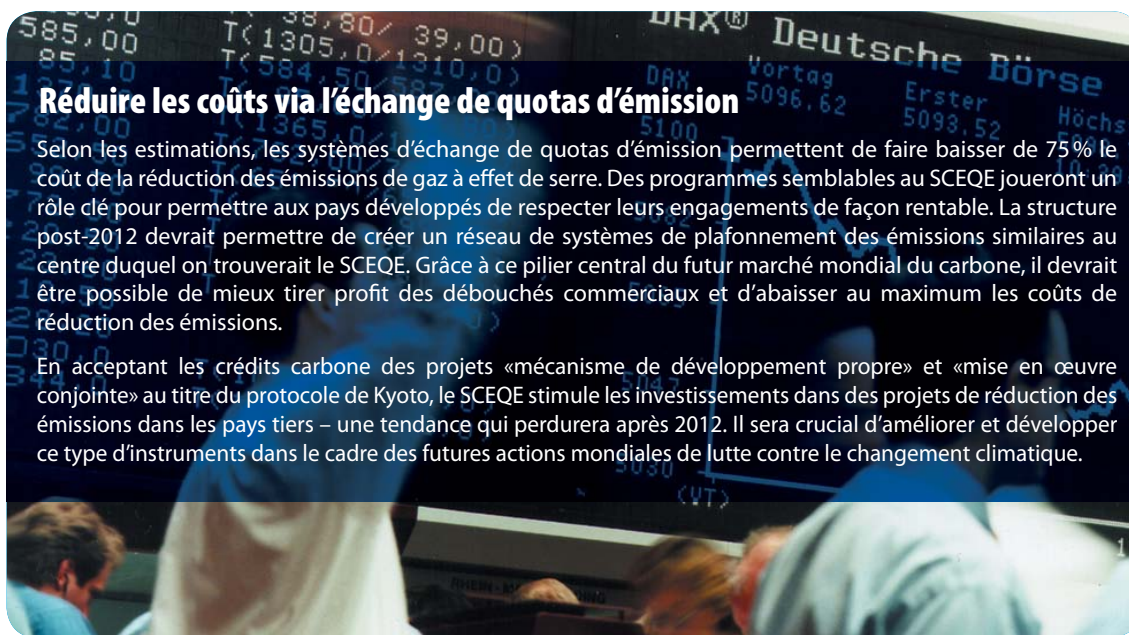 585,00
T( 38,80/ 39,00)
T(1305,0/1310,0)
85,10
T( 584,50/587
DAX® Deutsche Börse
DAX Vortag Erster Höchs
5096.62 5093.52
5100
Réduire les coûts via l’échange de quotas d’émission
Selon les estimations, les systèmes d’échange de quotas d’émission permettent de faire baisser de 75 % le
coût de la réduction des émissions de gaz à effet de serre. Des programmes semblables au SCEQE joueront un
rôle clé pour permettre aux pays développés de respecter leurs engagements de façon rentable. La structure
post-2012 devrait permettre de créer un réseau de systèmes de plafonnement des émissions similaires au
centre duquel on trouverait le SCEQE. Grâce à ce pilier central du futur marché mondial du carbone, il devrait
être possible de mieux tirer profit des débouchés commerciaux et d’abaisser au maximum les coûts de
réduction des émissions.
En acceptant les crédits carbone des projets «mécanisme de développement propre» et «mise en œuvre
conjointe» au titre du protocole de Kyoto, le SCEQE stimule les investissements dans des projets de réduction des
émissions dans les pays tiers – une tendance qui perdurera après 2012. Il sera crucial d’améliorer et développer
ce type d’instruments dans le cadre des futures actions mondiales de lutte contre le changement climatique.
5030
(VT)